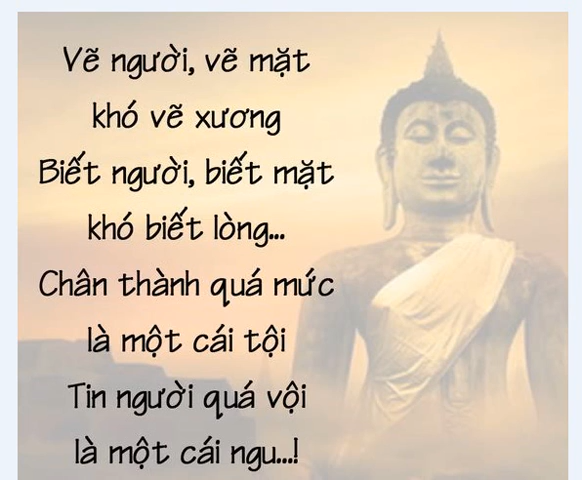 Vẽ người, vẽ mặt
khó vẽ xương
Biết người, biết mặt
khó biết lòng...
Chân thành quá mức
là một cái tội
Tin người quá vội
là một cái ngu...!